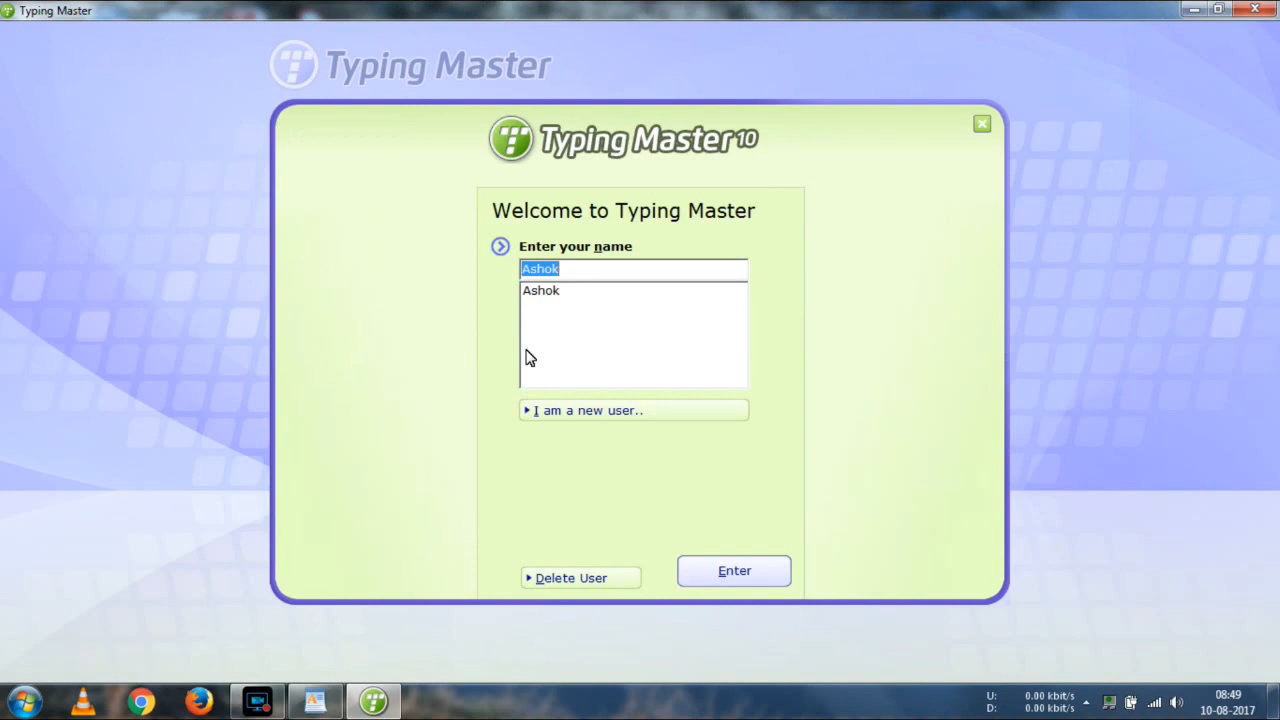 Typing Master
Typing Master
Typing Master 10
Welcome to Typing Master
Enter your name
Ashok
Ashok
I am a new user..
Delete User
Enter
U: 0.00 kbit/s
D: 0.00 kbit/s
08:49
10-08-2017